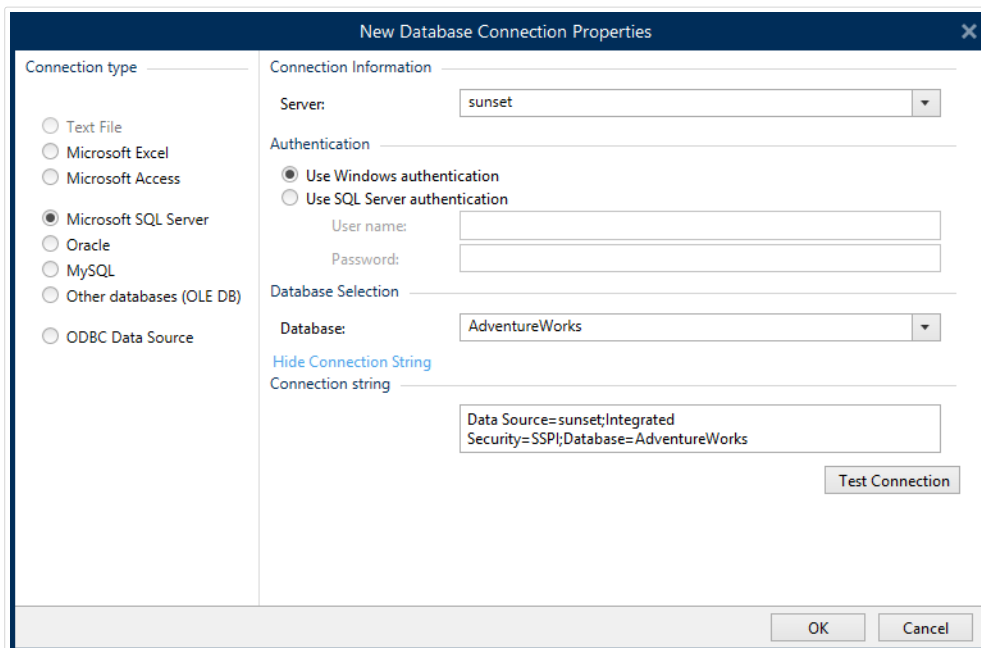 New Database Connection Properties
Connection type
Text File
Microsoft Excel
Microsoft Access
Microsoft SQL Server
Oracle
MySQL
Other databases (OLE DB)
ODBC Data Source
Connection Information
Server:
sunset
Authentication
Use Windows authentication
Use SQL Server authentication
User name:
Password:
Database Selection
Database:
AdventureWorks
Hide Connection String
Connection string
Data Source=sunset;Integrated
Security=SSPI;Database=AdventureWorks
Test Connection
OK
Cancel